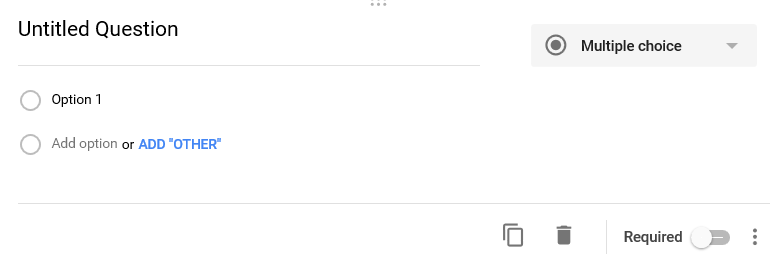 Untitled Question
Multiple choice
Option 1
Add option or ADD "OTHER"
Required